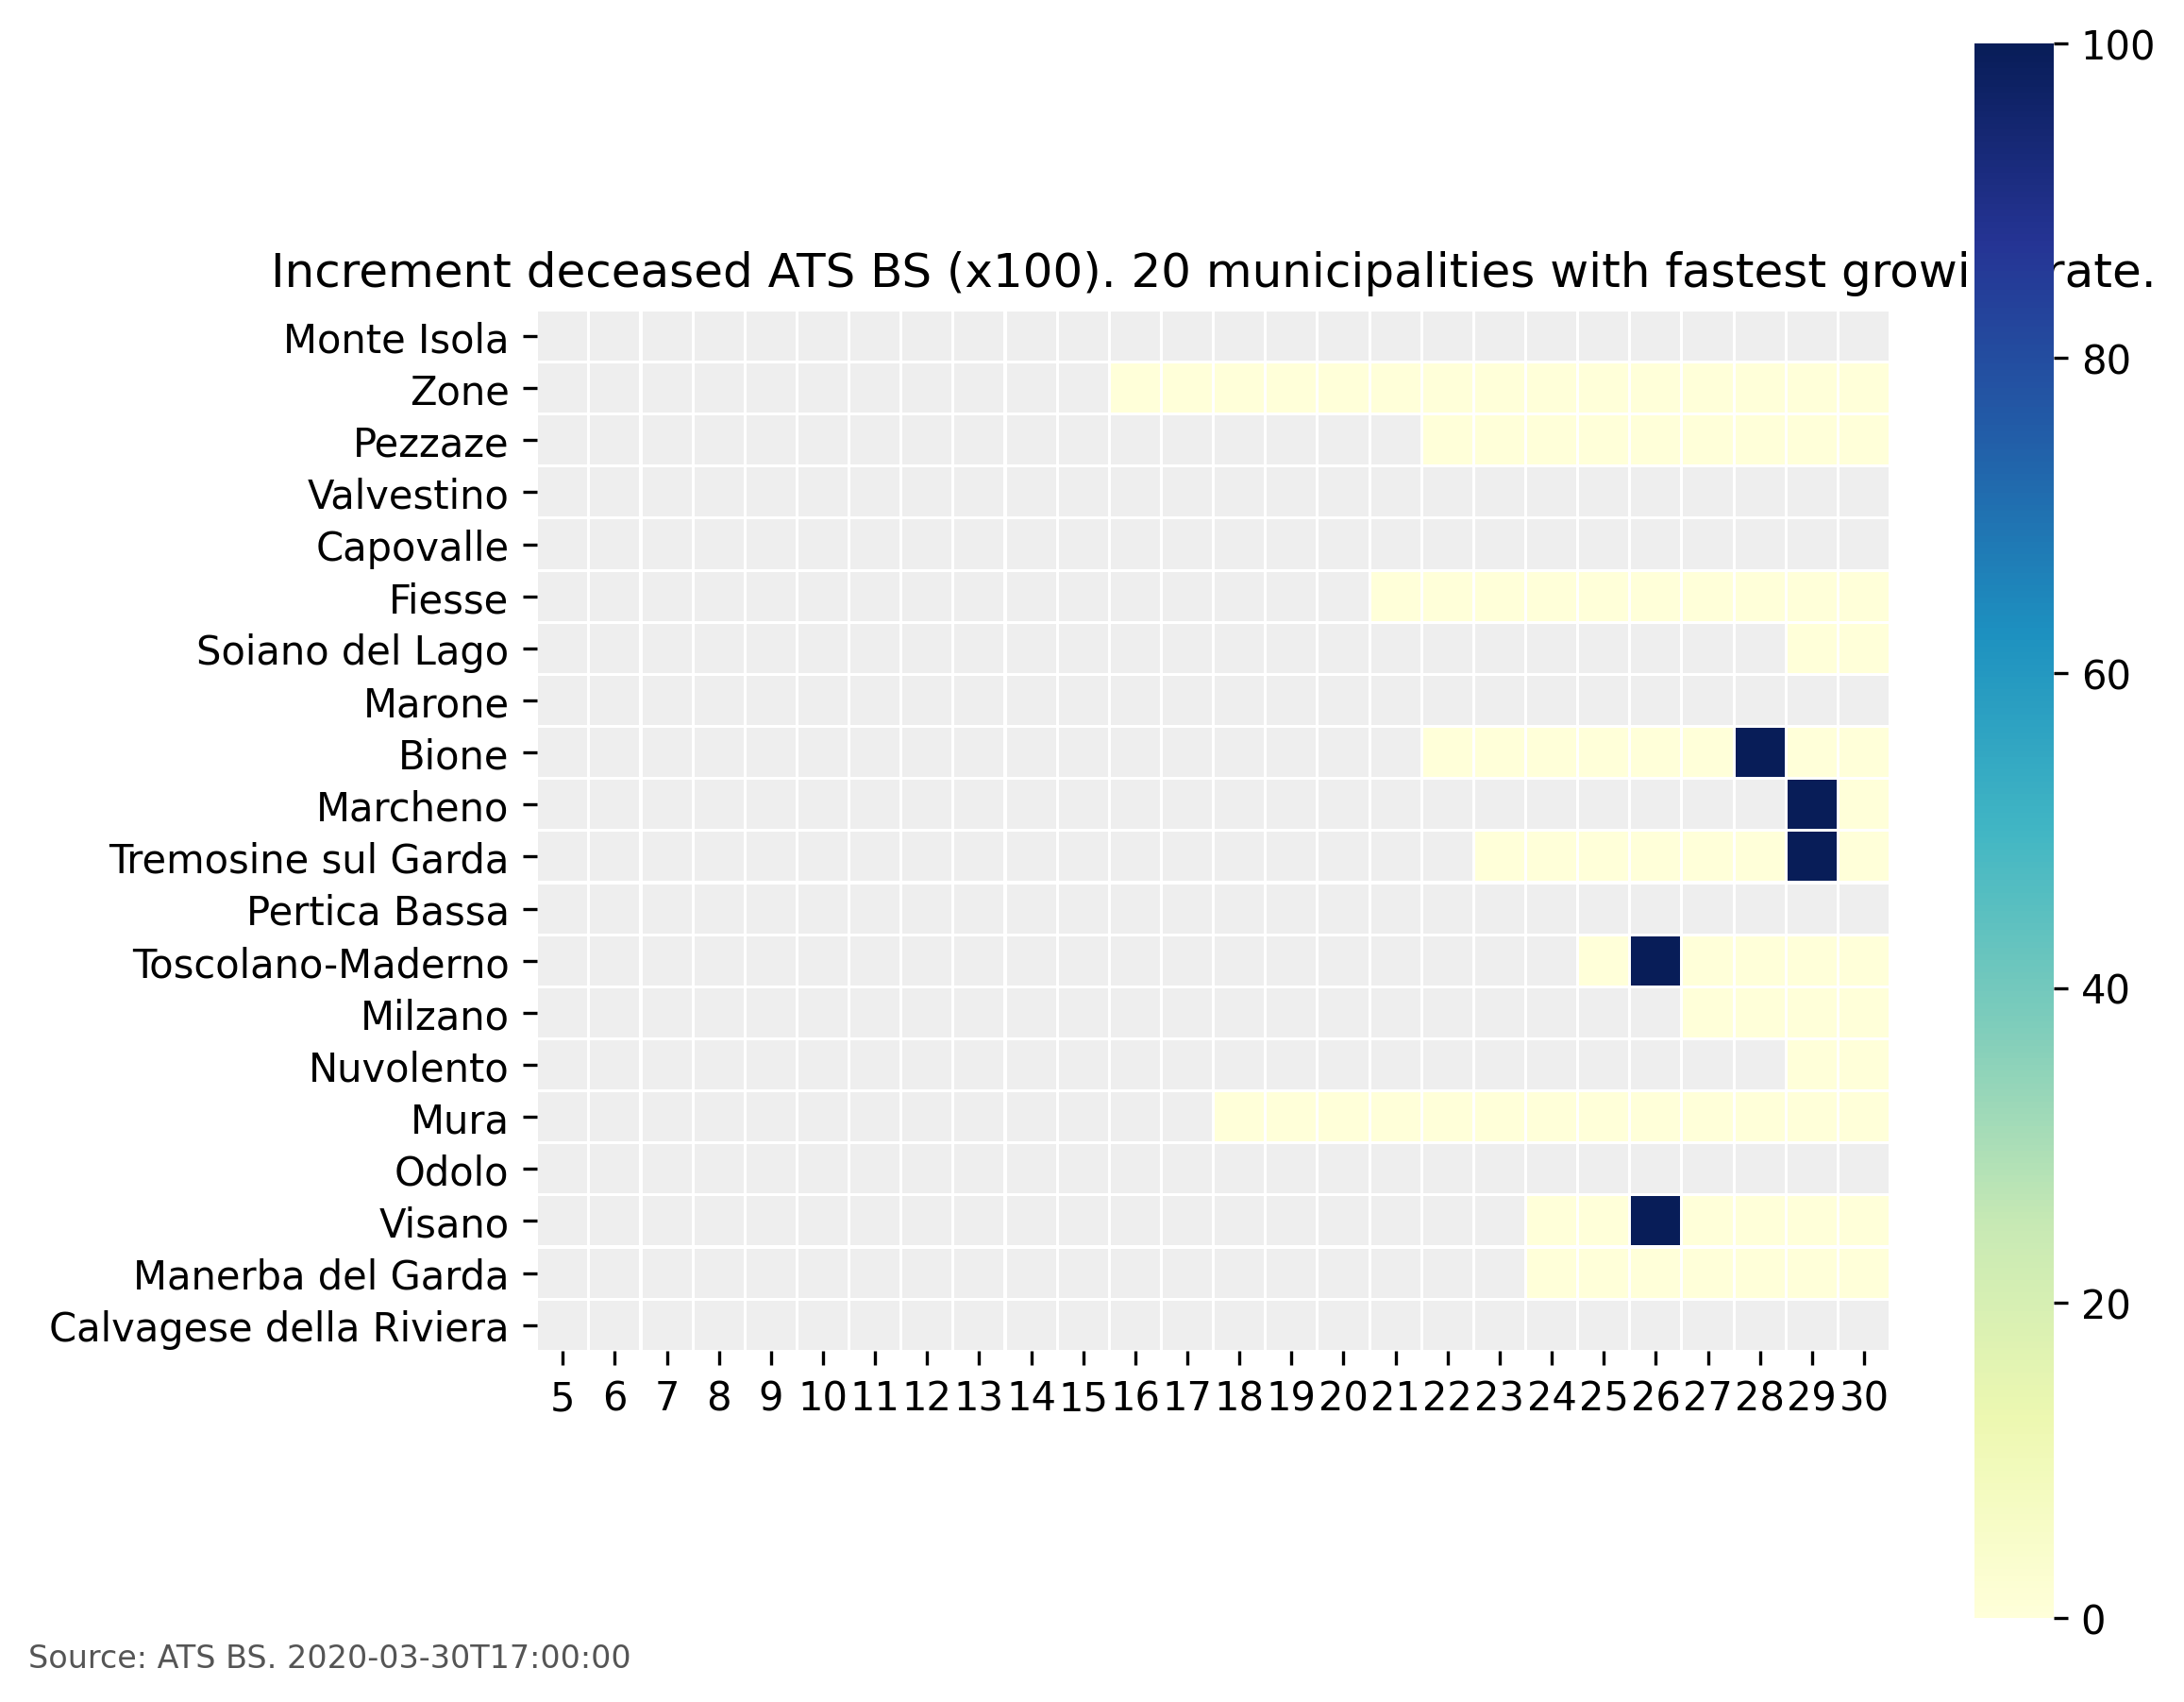 100
Increment deceased ATS BS (x100). 20 municipalities with fastest growi rate.
Monte Isola
Zone
80
Pezzaze
Valvestino
Capovalle
Fiesse
Soiano del Lago
60
Marone
Bione
Marcheno
Tremosine sul Garda
Pertica Bassa
Toscolano-Maderno
40
Milzano
Nuvolento
Mura
Odolo
Visano
Manerba del Garda
20
Calvagese della Riviera
5 6 7 8 9 10 11 12 13 14 15 16 17 18 19 20 21 22 23 24 25 26 27 28 29 30
0
Source: ATS BS. 2020-03-30T17:00:00